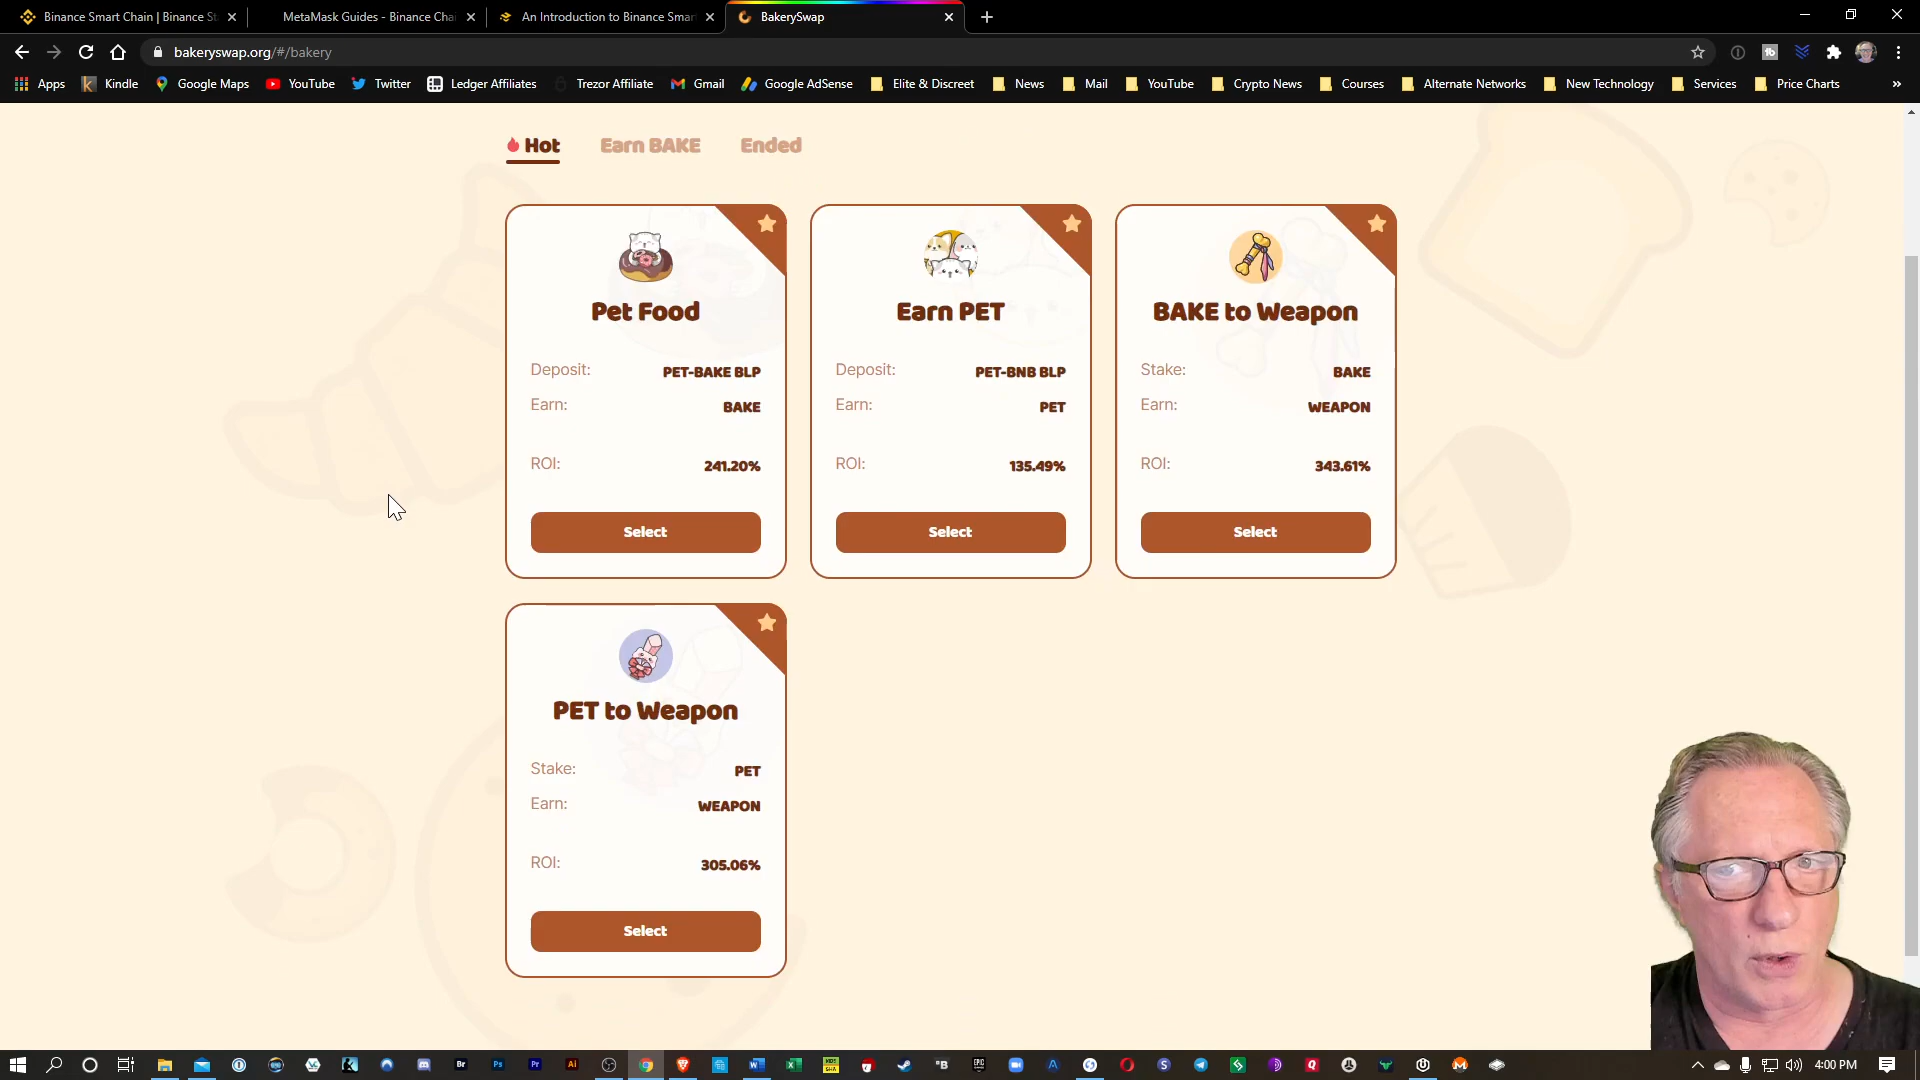 Binance Smart Chain | Binance St
MetaMask Guides - Binance Chai
An Introduction to Binance Smar
BakerySwap
bakeryswap.org/#/bakery
Apps
Kindle
Google Maps
YouTube
Twitter
Ledger Affiliates
Trezor Affiliate
Gmail
Google AdSense
Elite & Discreet
News
Mail
YouTube
Crypto News
Courses
Alternate Networks
New Technology
Services
Price Charts
»
Hot
Earn BAKE
Ended
Pet Food
Deposit: PET-BAKE BLP
Earn: BAKE
ROI: 241.20%
Select
Earn PET
Deposit: PET-BNB BLP
Earn: PET
ROI: 135.49%
Select
BAKE to Weapon
Stake: BAKE
Earn: WEAPON
ROI: 343.61%
Select
PET to Weapon
Stake: PET
Earn: WEAPON
ROI: 305.06%
Select
4:00 PM